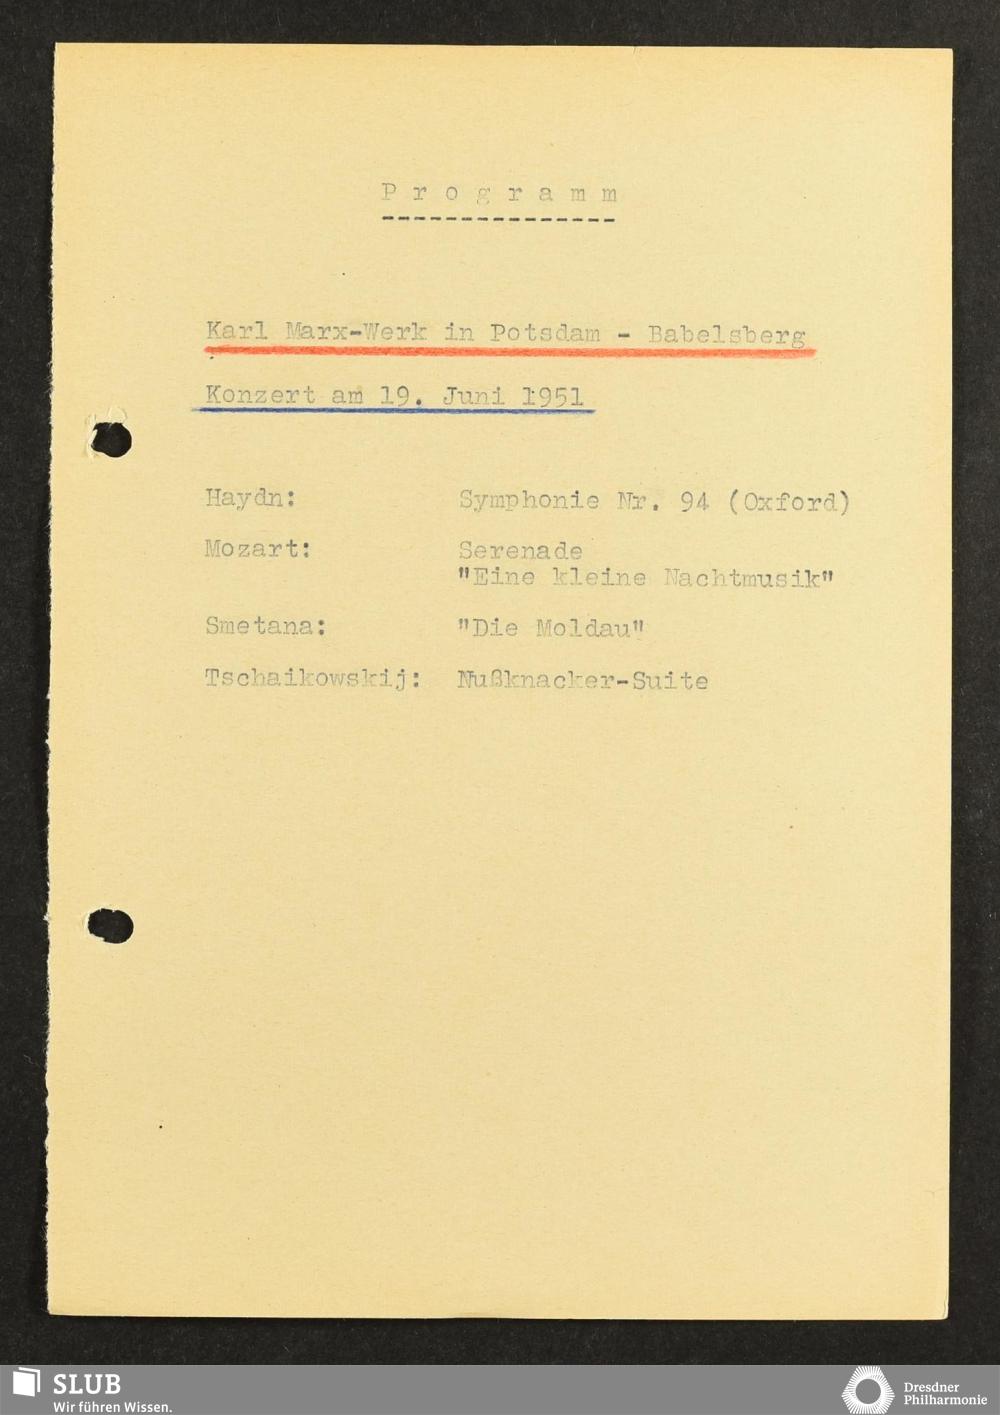 P r o g r a m m
---------------
Karl Marx-Werk in Potsdam - Babelsberg
Konzert am 19. Juni 1951
Haydn: Symphonie Nr. 94 (Oxford)
Mozart: Serenade
"Eine kleine Nachtmusik"
Smetana: "Die Moldau"
Tschaikowskij: Nußknacker-Suite
SLUB
Wir führen Wissen.
Dresdner
Philharmonie